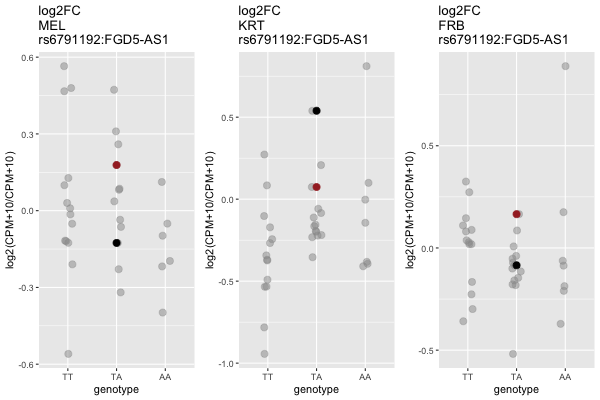 log2FC
MEL
rs6791192:FGD5-AS1
log2(CPM+10/CPM+10)
0.6
0.3
0.0
-0.3
-0.6
TT
TA
AA
genotype
log2FC
KRT
rs6791192:FGD5-AS1
log2(CPM+10/CPM+10)
0.5
0.0
-0.5
-1.0
TT
TA
AA
genotype
log2FC
FRB
rs6791192:FGD5-AS1
log2(CPM+10/CPM+10)
0.5
0.0
-0.5
TT
TA
AA
genotype